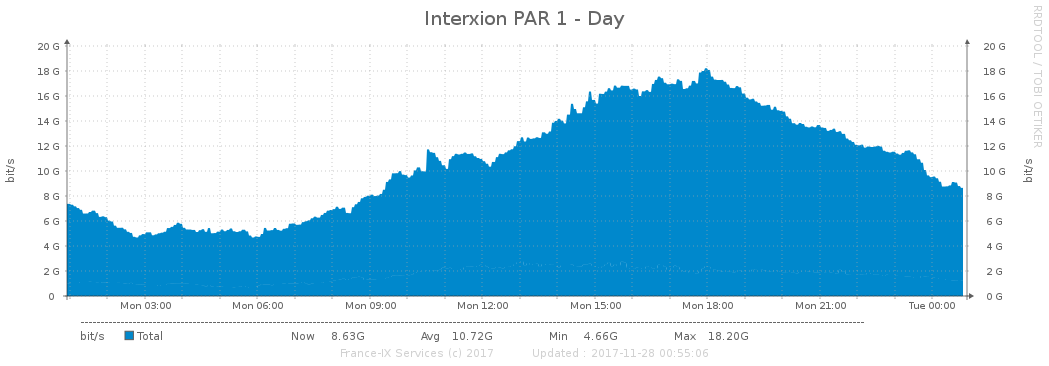 Interxion PAR 1 - Day
RRDTOOL / TOBI OETIKER
20 G 20 G
18 G 18 G
16 G 16 G
14 G 14 G
12 G 12 G
10 G 10 G
8 G 8 G
6 G 6 G
4 G 4 G
2 G 2 G
0 0 G
bit/s bit/s
Mon 03:00 Mon 06:00 Mon 09:00 Mon 12:00 Mon 15:00 Mon 18:00 Mon 21:00 Tue 00:00
bit/s Total Now 8.63G Avg 10.72G Min 4.66G Max 18.20G
France-IX Services (c) 2017 Updated : 2017-11-28 00:55:06